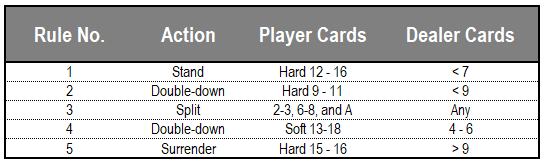 Rule No. Action Player Cards Dealer Cards
1 Stand Hard 12 - 16 < 7
2 Double-down Hard 9 - 11 < 9
3 Split 2-3, 6-8, and A Any
4 Double-down Soft 13-18 4 - 6
5 Surrender Hard 15 - 16 > 9